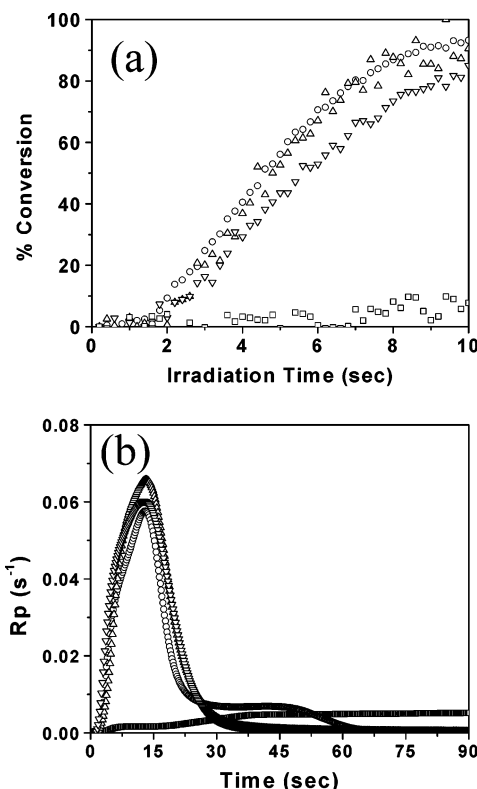 (a)
100
80
60
40
20
0
% Conversion
0 2 4 6 8 10
Irradiation Time (sec)
(b)
0.08
0.06
0.04
0.02
0.00
Rp (s⁻¹)
0 15 30 45 60 75 90
Time (sec)